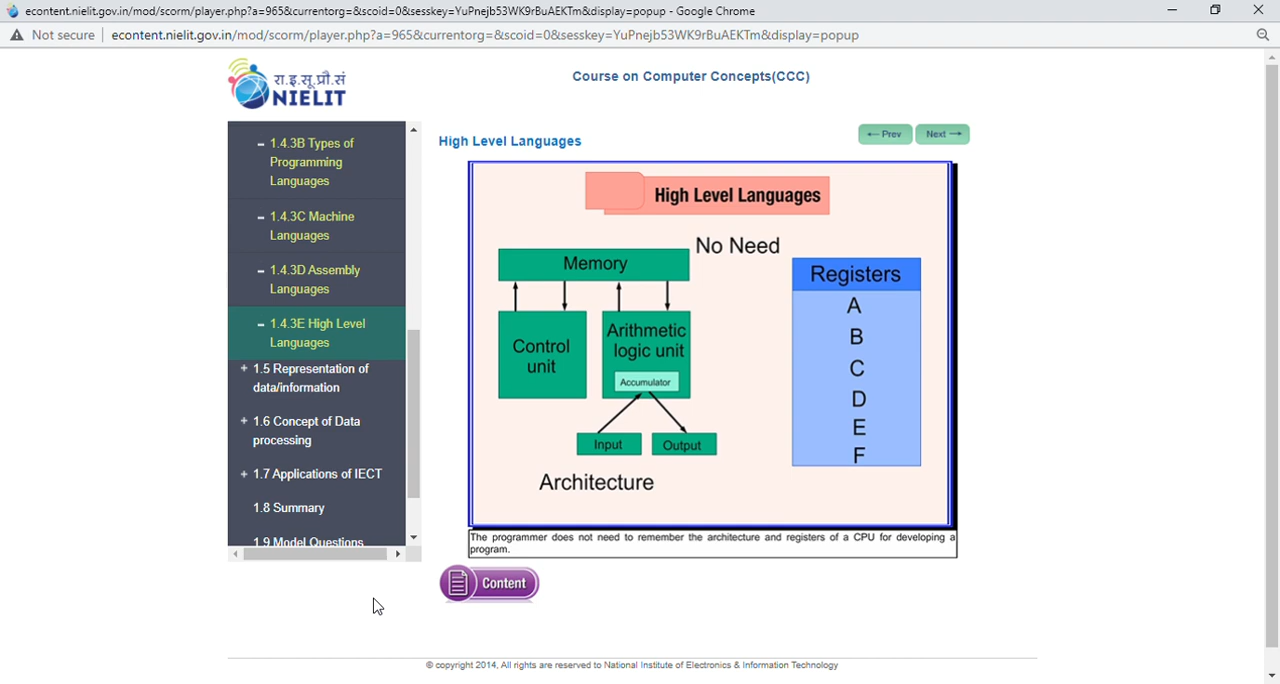 econtent.nielit.gov.in/mod/scorm/player.php?a=965&currentorg=&scoid=0&sesskey=YuPnejb53WK9rBuAEKTm&display=popup - Google Chrome
Not secure | econtent.nielit.gov.in/mod/scorm/player.php?a=965&currentorg=&scoid=0&sesskey=YuPnejb53WK9rBuAEKTm&display=popup
रा.इ.सू.प्रौ.सं
NIELIT
Course on Computer Concepts(CCC)
1.4.3B Types of
Programming
Languages
1.4.3C Machine
Languages
1.4.3D Assembly
Languages
1.4.3E High Level
Languages
+ 1.5 Representation of
data/information
+ 1.6 Concept of Data
processing
+ 1.7 Applications of IECT
1.8 Summary
1.9 Model Questions
High Level Languages
← Prev
Next →
High Level Languages
No Need
Memory
Control
unit
Arithmetic
logic unit
Accumulator
Input
Output
Architecture
Registers
A
B
C
D
E
F
The programmer does not need to remember the architecture and registers of a CPU for developing a
program.
Content
© copyright 2014, All rights are reserved to National Institute of Electronics & Information Technology